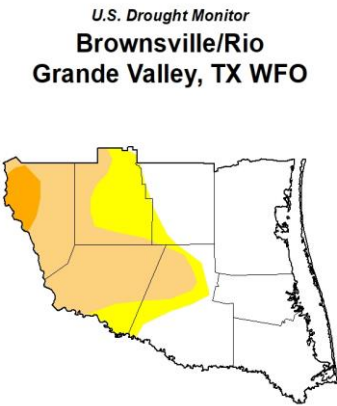 U.S. Drought Monitor
Brownsville/Rio
Grande Valley, TX WFO